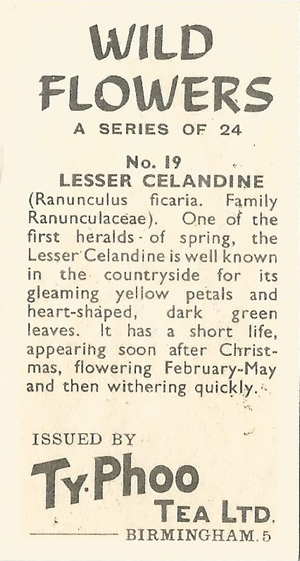 WILD
FLOWERS
A SERIES OF 24
No. 19
LESSER CELANDINE
(Ranunculus ficaria. Family
Ranunculaceae). One of the
first heralds of spring, the
Lesser Celandine is well known
in the countryside for its
gleaming yellow petals and
heart-shaped, dark green
leaves. It has a short life,
appearing soon after Christ-
mas, flowering February-May
and then withering quickly.
ISSUED BY
Ty·Phoo
TEA LTD.
BIRMINGHAM. 5